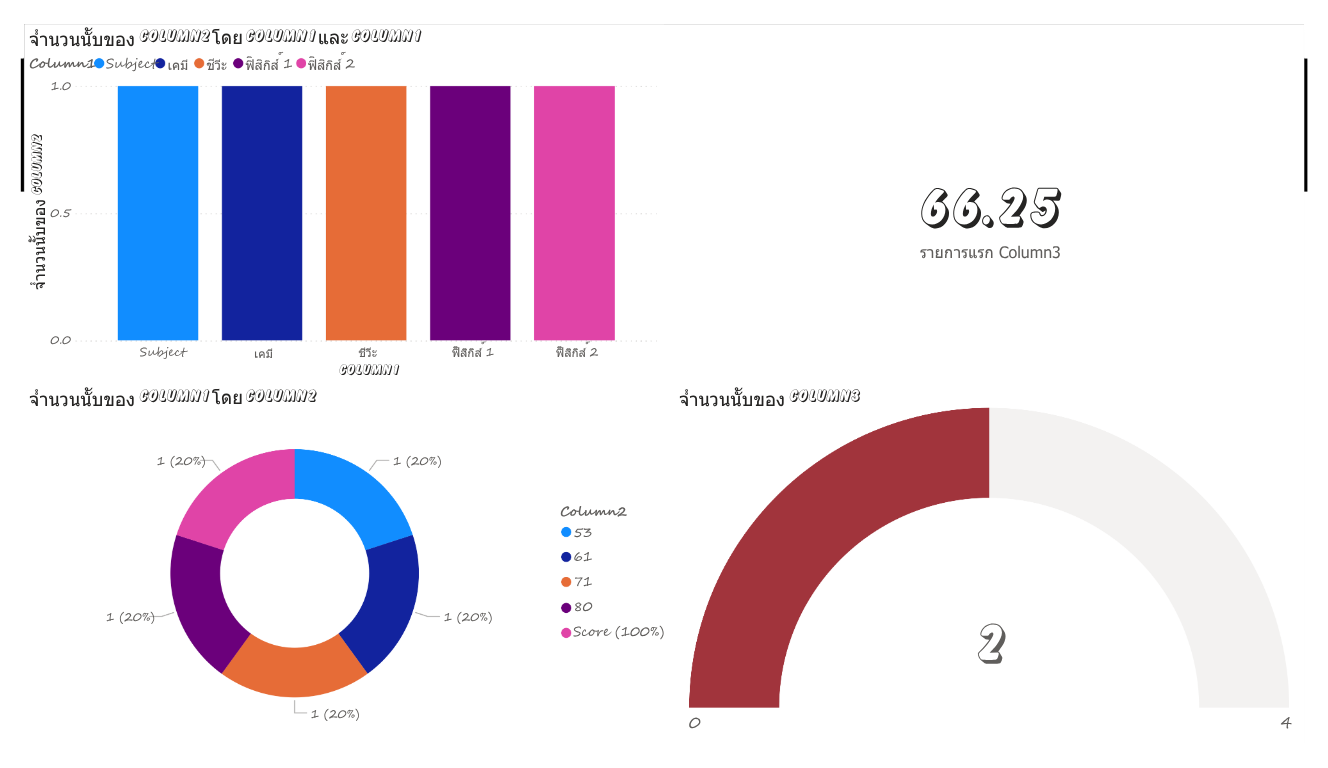 จำนวนนับของ COLUMN2 โดย COLUMN1 และ COLUMN1
Column1 Subject เคมี ชีวะ ฟิสิกส์ 1 ฟิสิกส์ 2
1.0
0.5
0.0
จำนวนนับของ COLUMN2
Subject เคมี ชีวะ ฟิสิกส์ 1 ฟิสิกส์ 2
COLUMN1
66.25
รายการแรก Column3
จำนวนนับของ COLUMN1 โดย COLUMN2
1 (20%) 1 (20%)
1 (20%) 1 (20%)
1 (20%)
Column2
53
61
71
80
Score (100%)
จำนวนนับของ COLUMN3
2
0 4